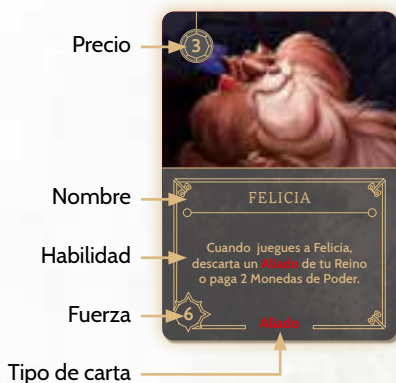 Precio
3
Nombre
FELICIA
Habilidad
Cuando juegues a Felicia,
descarta un Aliado de tu Reino
o paga 2 Monedas de Poder.
Fuerza
6
Aliado
Tipo de carta